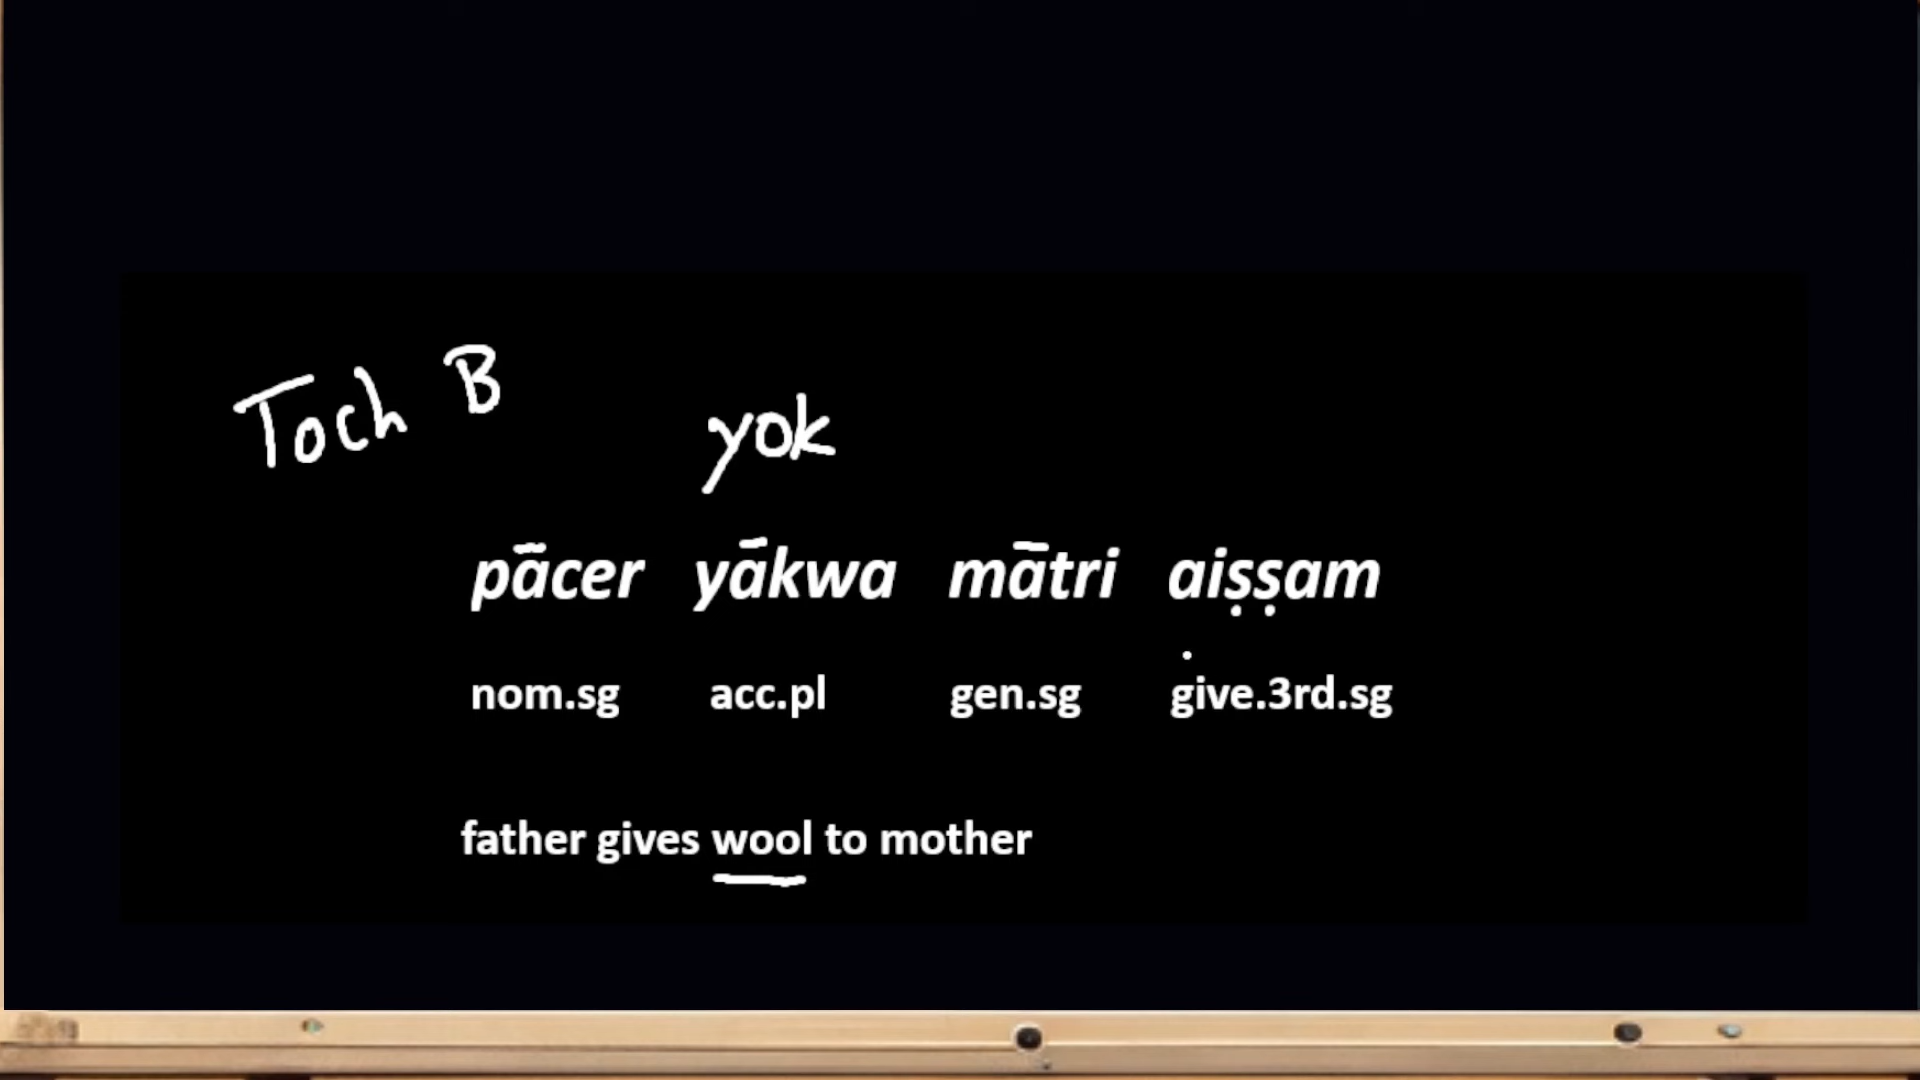 Toch B
yok
pācer yākwa mātri aiṣṣam
nom.sg acc.pl gen.sg give.3rd.sg
father gives wool to mother